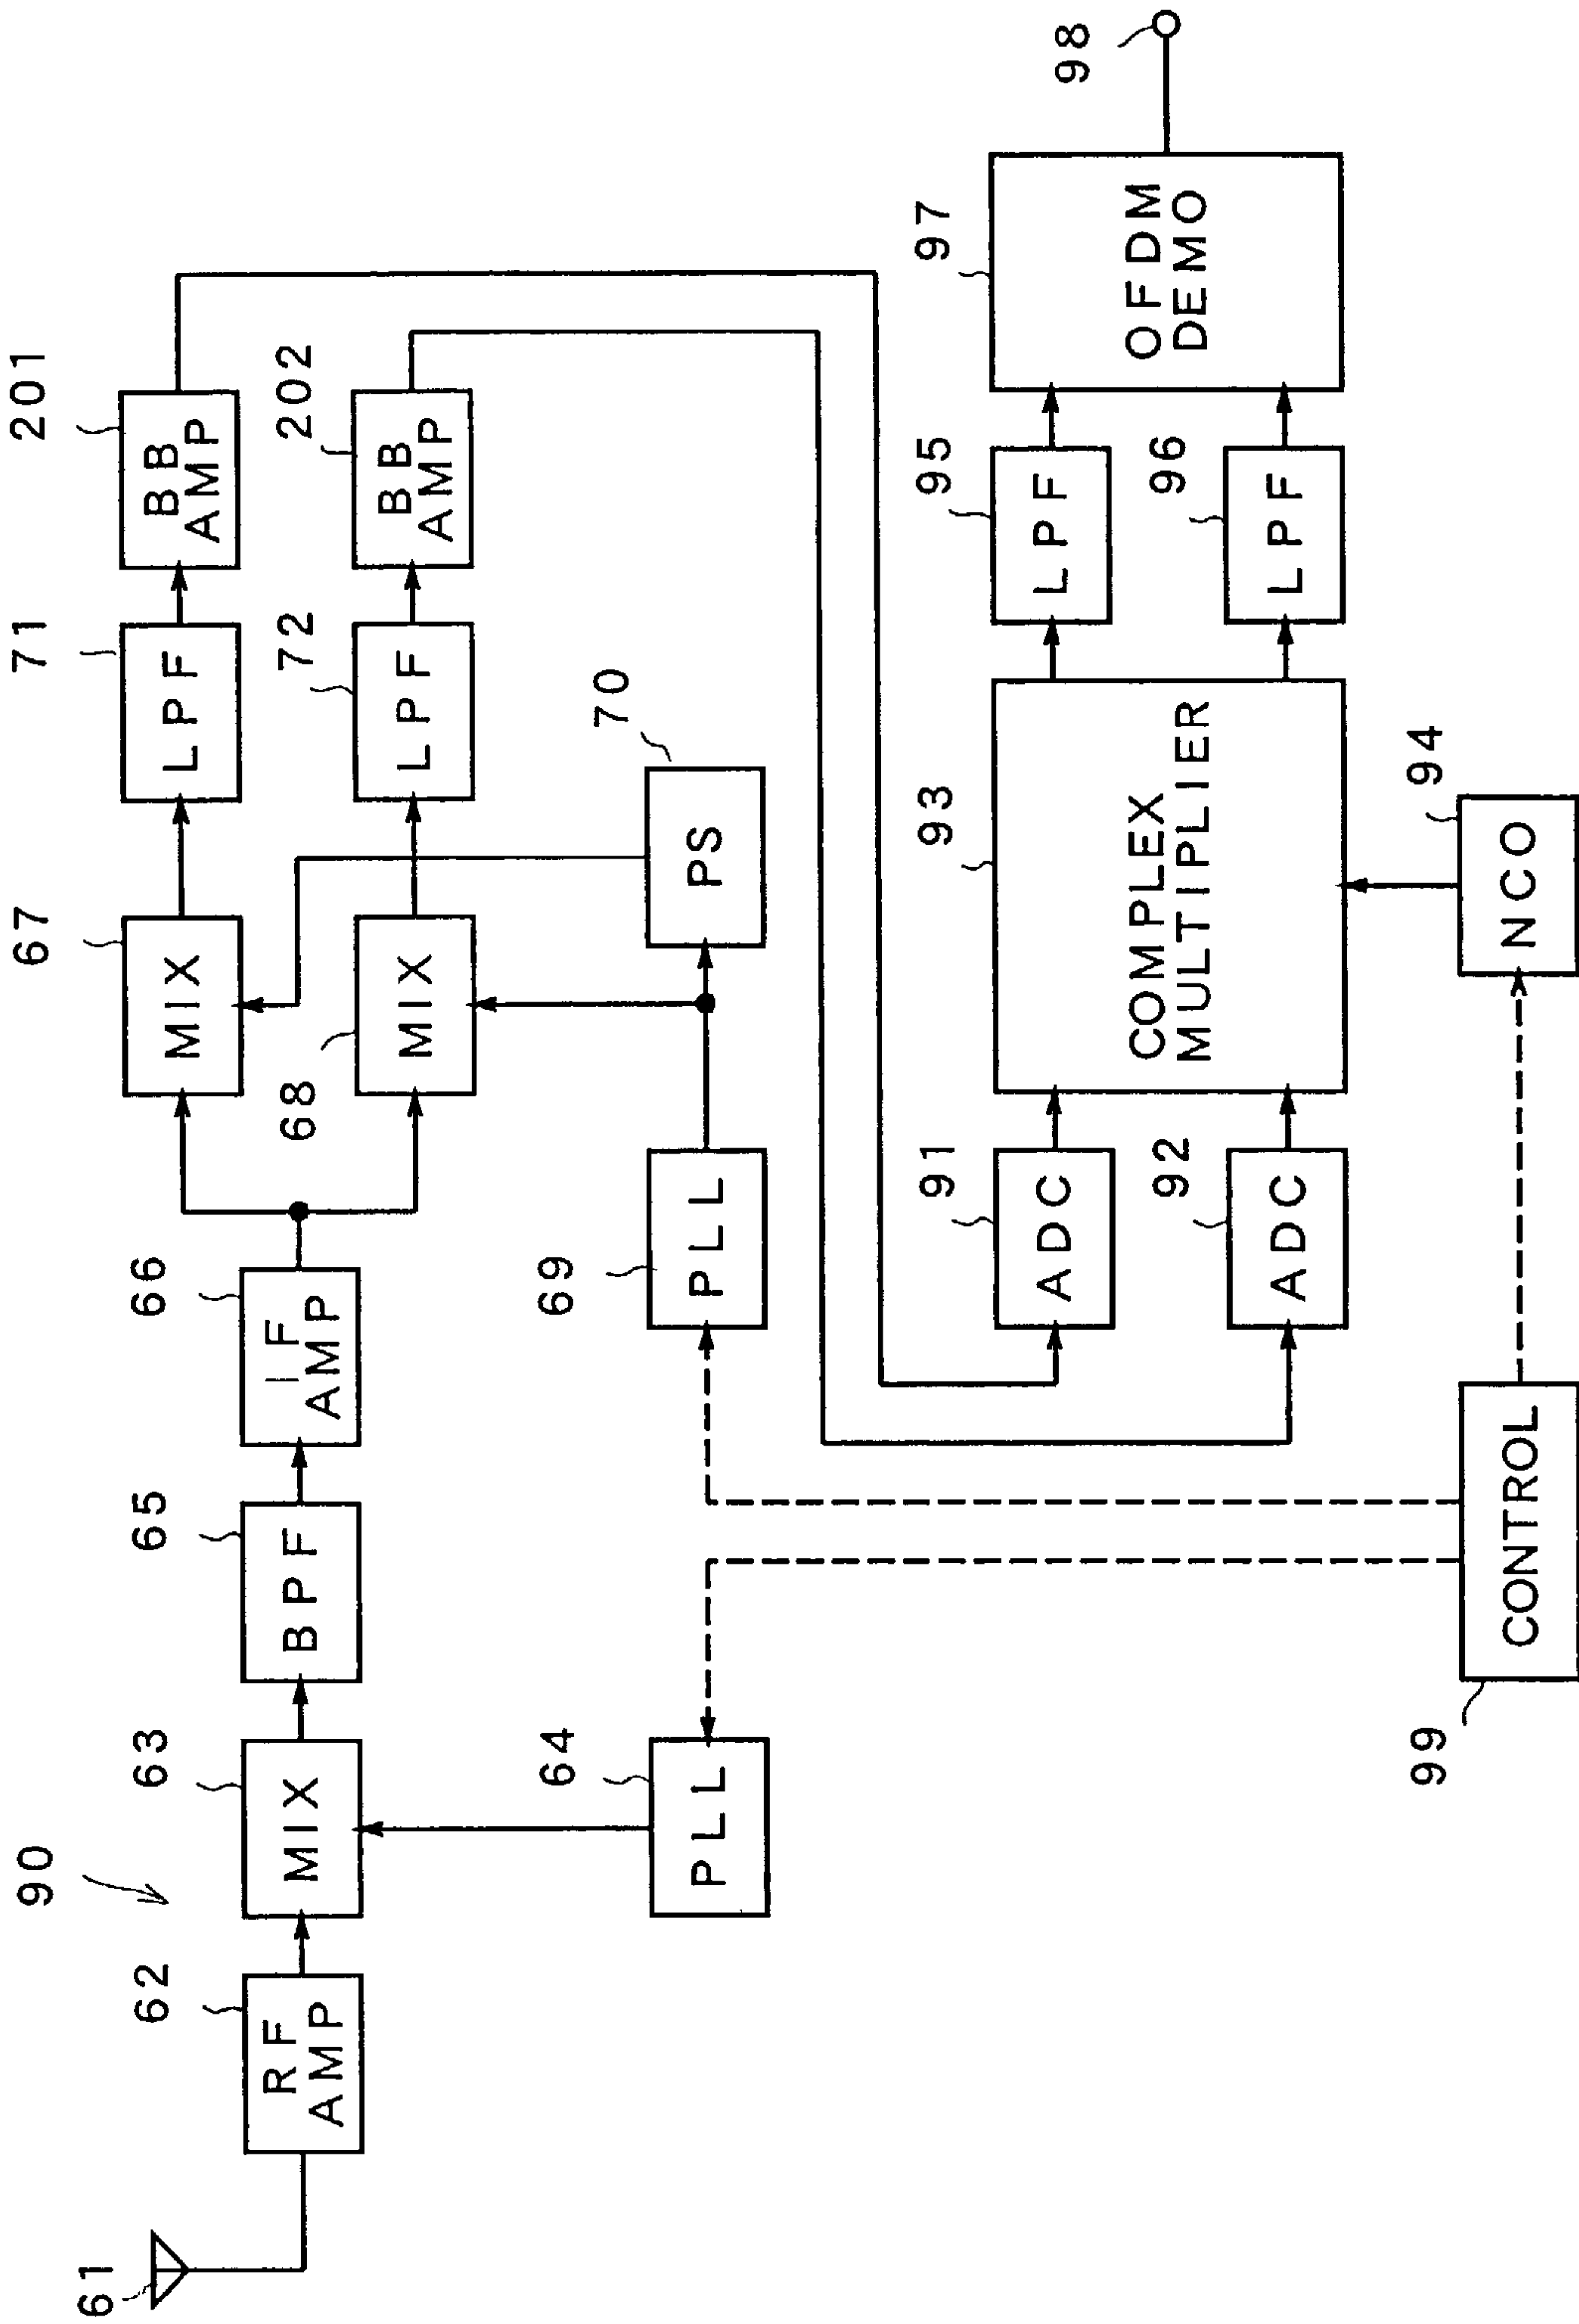 90
61
62
RF
AMP
63
MIX
65
BPF
66
IF
AMP
67
MIX
71
LPF
201
BB
AMP
68
MIX
72
LPF
202
BB
AMP
64
PLL
69
PLL
70
PS
91
ADC
92
ADC
93
COMPLEX
MULTIPLIER
95
LPF
96
LPF
97
OFDM
DEMO
98
99
CONTROL
94
NCO